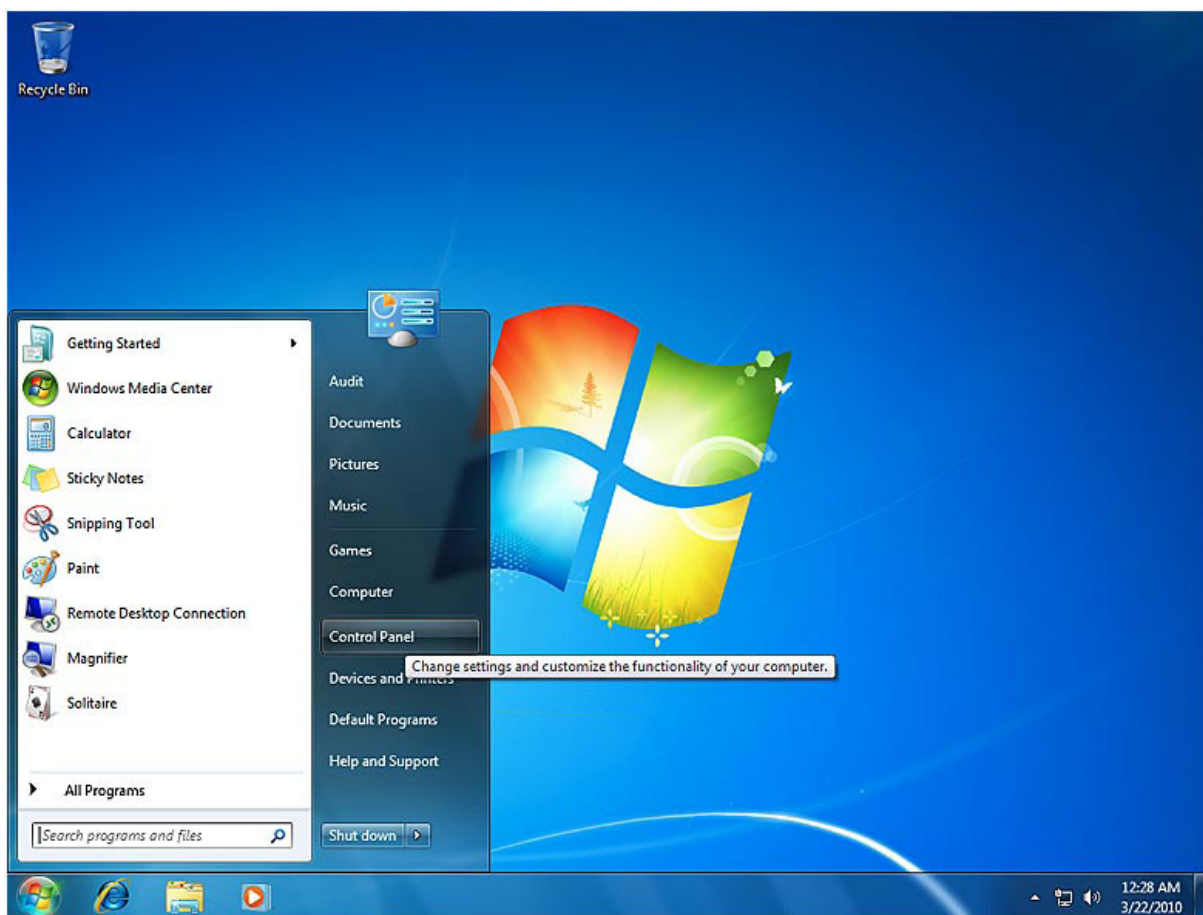 Recycle Bin
Getting Started
Windows Media Center
Calculator
Sticky Notes
Snipping Tool
Paint
Remote Desktop Connection
Magnifier
Solitaire
All Programs
Search programs and files
Audit
Documents
Pictures
Music
Games
Computer
Control Panel
Change settings and customize the functionality of your computer.
Devices and Printers
Default Programs
Help and Support
Shut down
12:28 AM
3/22/2010